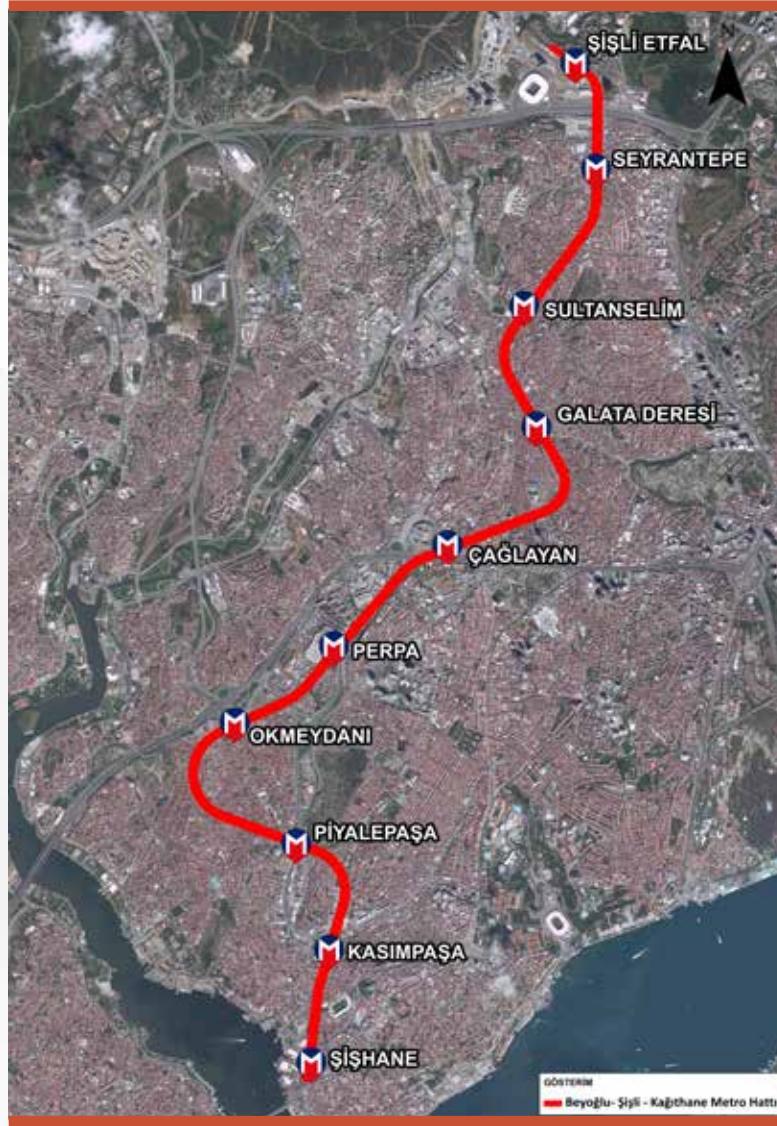 ŞİŞLİ ETFAL
N
SEYRANTEPE
SULTANSELİM
GALATA DERESİ
ÇAĞLAYAN
PERPA
OKMEYDANI
PİYALEPAŞA
KASIMPAŞA
ŞİŞHANE
GÖSTERİM
Beyoğlu- Şişli - Kağıthane Metro Hattı